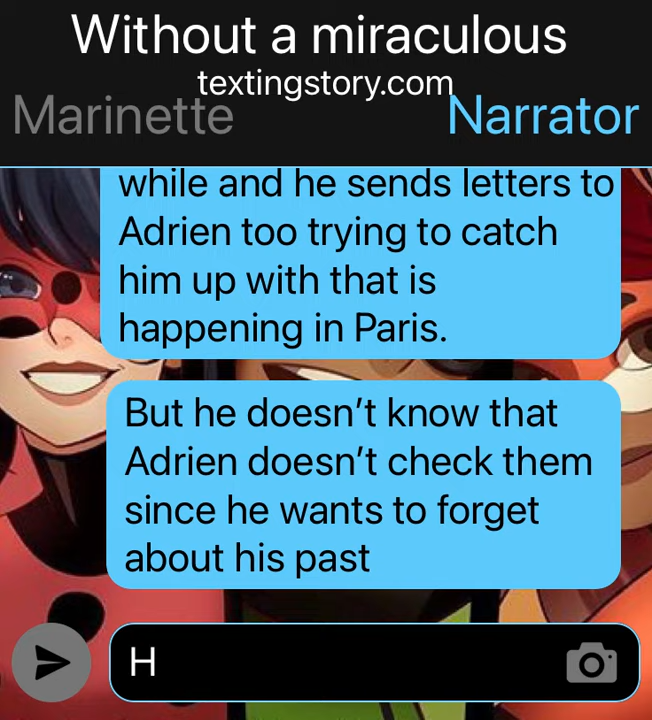 Without a miraculous
textingstory.com
Marinette
Narrator
while and he sends letters to
Adrien too trying to catch
him up with that is
happening in Paris.
But he doesn’t know that
Adrien doesn’t check them
since he wants to forget
about his past
H